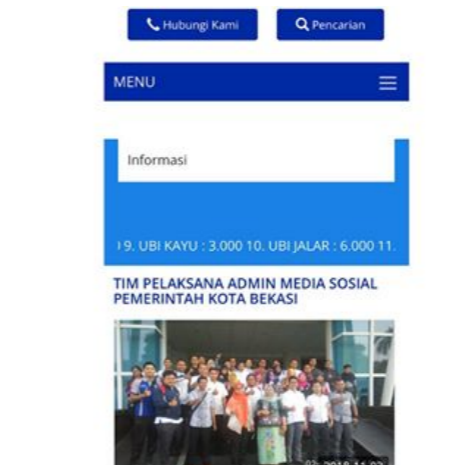 Hubungi Kami
Pencarian
MENU
Informasi
9. UBI KAYU : 3.000 10. UBI JALAR : 6.000 11.
TIM PELAKSANA ADMIN MEDIA SOSIAL
PEMERINTAH KOTA BEKASI